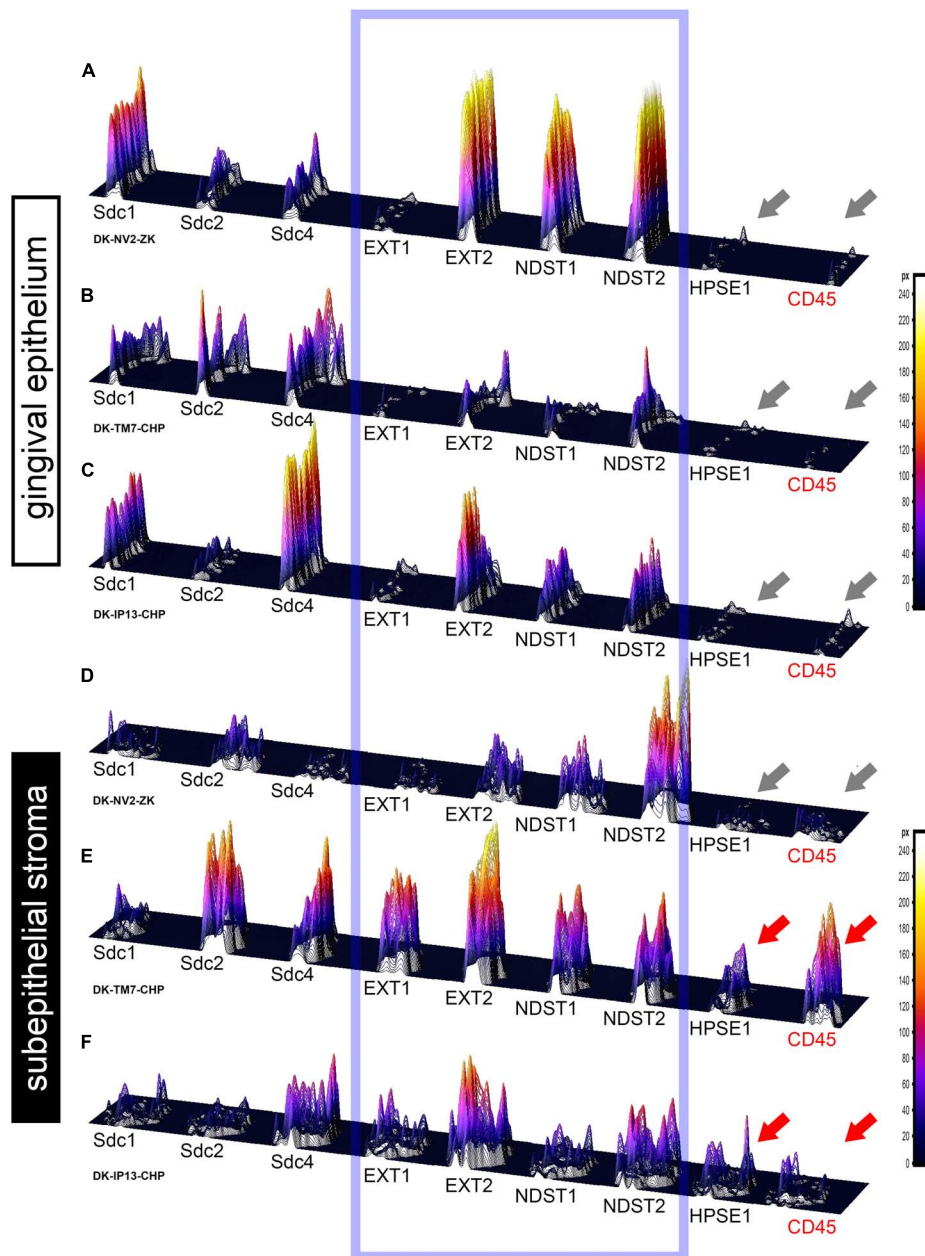 A
Sdc1
Sdc2
Sdc4
EXT1
EXT2
NDST1
NDST2
HPSE1
CD45
DK-NV2-ZK
B
Sdc1
Sdc2
Sdc4
EXT1
EXT2
NDST1
NDST2
HPSE1
CD45
DK-TM7-CHP
C
Sdc1
Sdc2
Sdc4
EXT1
EXT2
NDST1
NDST2
HPSE1
CD45
DK-IP13-CHP
gingival epithelium
px
240
220
200
180
160
140
120
100
80
60
40
20
0
D
Sdc1
Sdc2
Sdc4
EXT1
EXT2
NDST1
NDST2
HPSE1
CD45
DK-NV2-ZK
E
Sdc1
Sdc2
Sdc4
EXT1
EXT2
NDST1
NDST2
HPSE1
CD45
DK-TM7-CHP
F
Sdc1
Sdc2
Sdc4
EXT1
EXT2
NDST1
NDST2
HPSE1
CD45
DK-IP13-CHP
subepithelial stroma
px
240
220
200
180
160
140
120
100
80
60
40
20
0